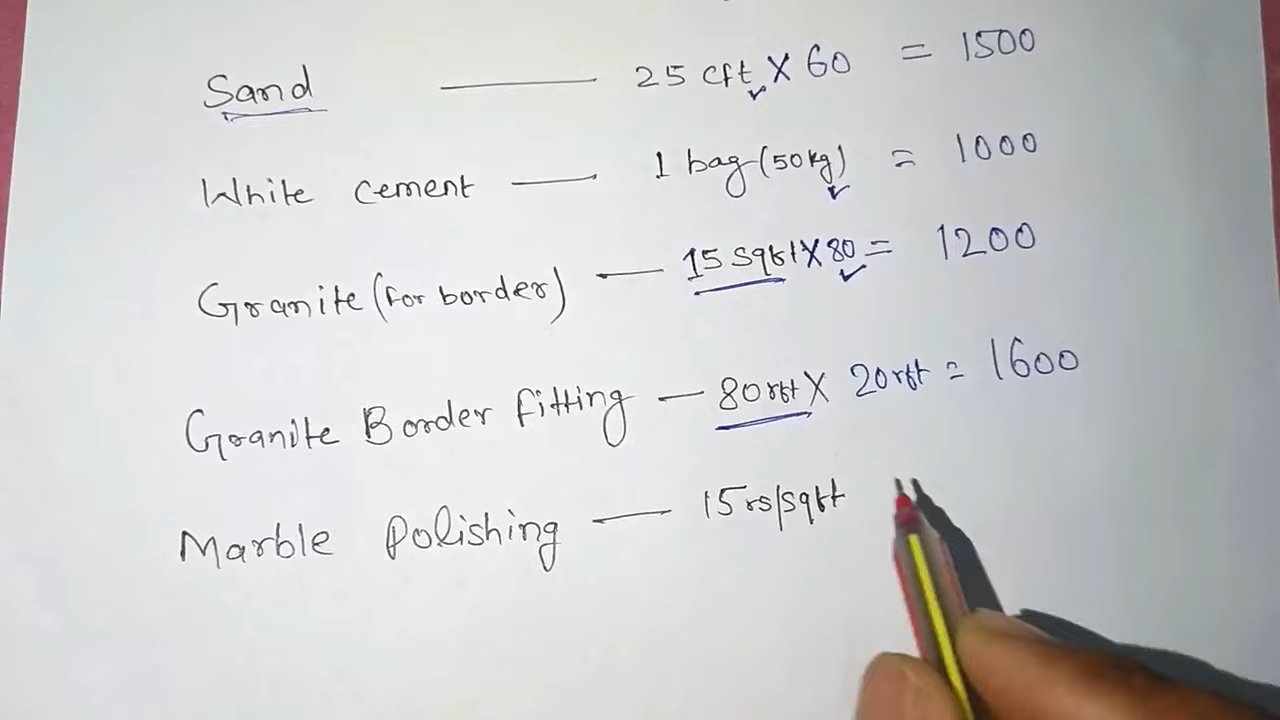 Sand —— 25 cft X 60 = 1500
White cement — 1 bag (50kg) = 1000
Granite (For border) — 15 sqft X 80 = 1200
Granite Border Fitting — 80 rft X 20 rft = 1600
Marble Polishing — 15 rs/sqft